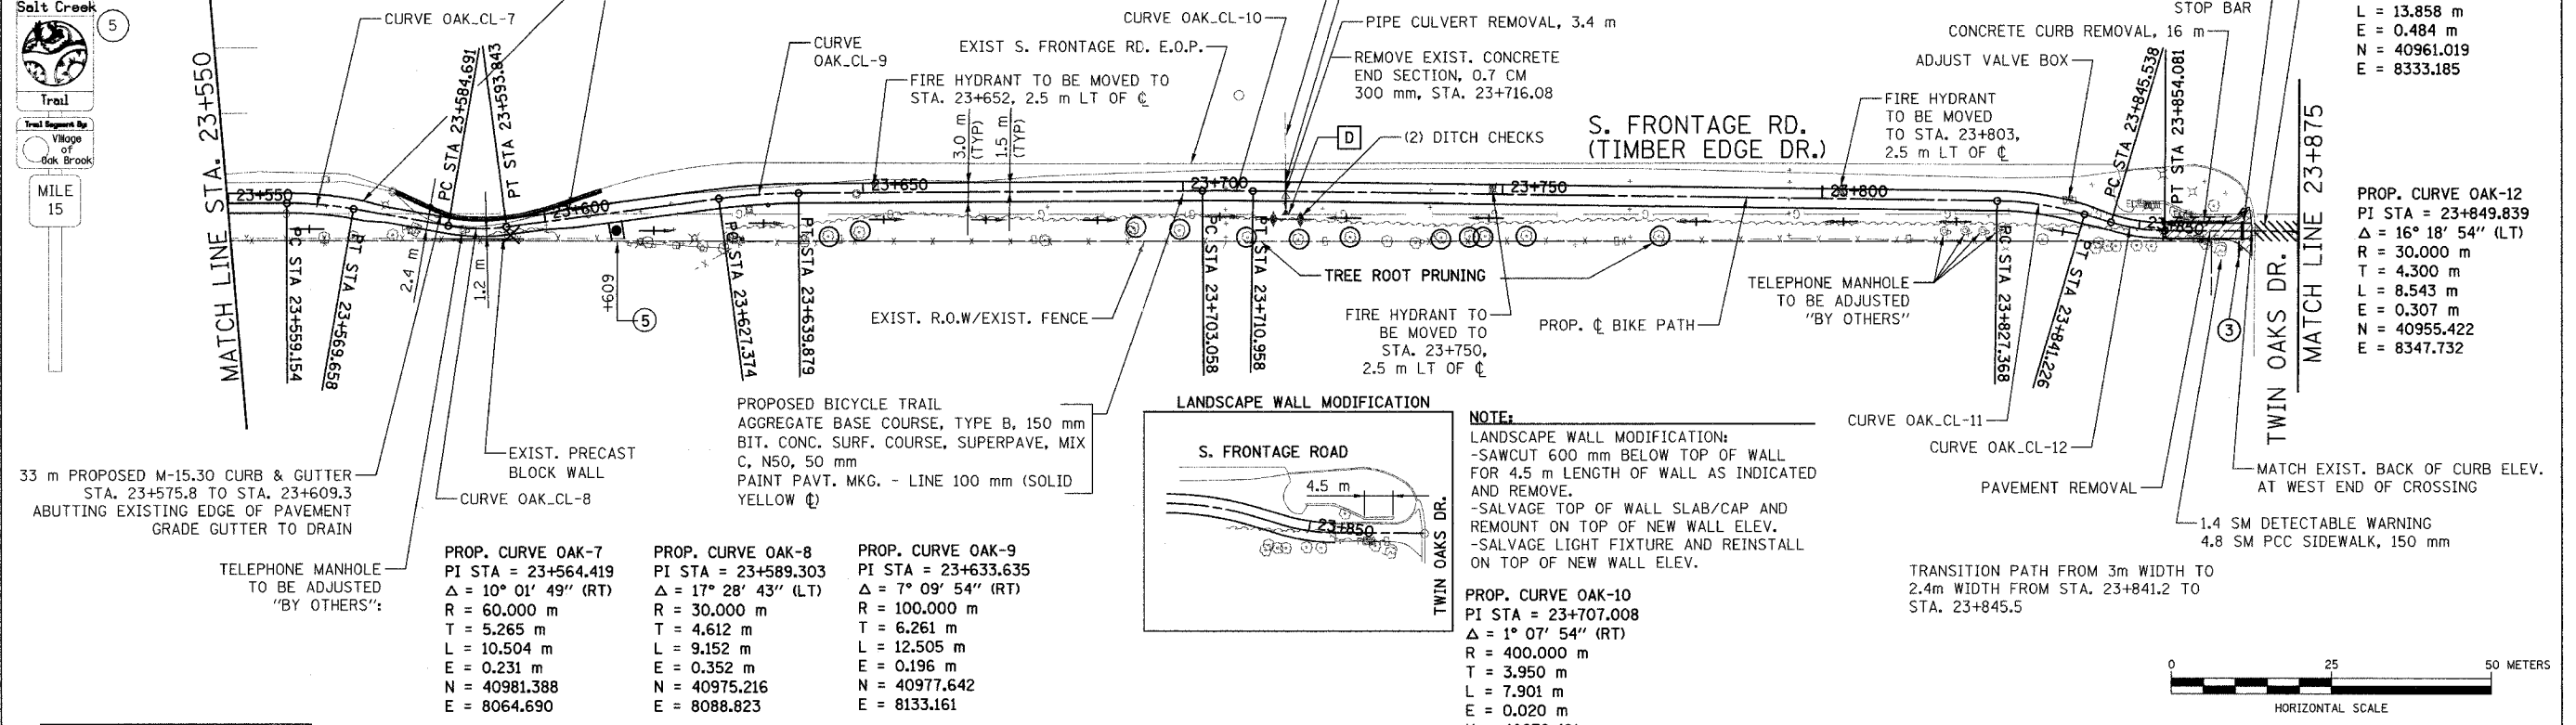 Salt Creek
Trail
5
Trail Segment By:
Village
of
Oak Brook
MILE
15
MATCH LINE STA. 23+550
CURVE OAK_CL-7
PC STA 23+584.691
PT STA 23+593.843
CURVE
OAK_CL-9
EXIST S. FRONTAGE RD. E.O.P.
CURVE OAK_CL-10
FIRE HYDRANT TO BE MOVED TO
STA. 23+652, 2.5 m LT OF ℄
3.0 m
(TYP)
1.5 m
(TYP)
PIPE CULVERT REMOVAL, 3.4 m
REMOVE EXIST. CONCRETE
END SECTION, 0.7 CM
300 mm, STA. 23+716.08
D
(2) DITCH CHECKS
S. FRONTAGE RD.
(TIMBER EDGE DR.)
STOP BAR
CONCRETE CURB REMOVAL, 16 m
ADJUST VALVE BOX
FIRE HYDRANT
TO BE MOVED
TO STA. 23+803,
2.5 m LT OF ℄
PC STA 23+845.538
PT STA 23+854.081
MATCH LINE 23+875
L = 13.858 m
E = 0.484 m
N = 40961.019
E = 8333.185
23+550
23+600
23+650
23+700
23+750
23+800
23+850
PC STA 23+559.154
PT STA 23+569.658
2.4 m
1.2 m
+609
5
PC STA 23+627.374
PT STA 23+639.879
EXIST. R.O.W/EXIST. FENCE
PC STA 23+703.058
PT STA 23+710.958
TREE ROOT PRUNING
FIRE HYDRANT TO
BE MOVED TO
STA. 23+750,
2.5 m LT OF ℄
PROP. ℄ BIKE PATH
TELEPHONE MANHOLE
TO BE ADJUSTED
"BY OTHERS"
PC STA 23+827.368
PT STA 23+841.226
3
TWIN OAKS DR.
PROP. CURVE OAK-12
PI STA = 23+849.839
Δ = 16° 18' 54" (LT)
R = 30.000 m
T = 4.300 m
L = 8.543 m
E = 0.307 m
N = 40955.422
E = 8347.732
33 m PROPOSED M-15.30 CURB & GUTTER
STA. 23+575.8 TO STA. 23+609.3
ABUTTING EXISTING EDGE OF PAVEMENT
GRADE GUTTER TO DRAIN
EXIST. PRECAST
BLOCK WALL
CURVE OAK_CL-8
TELEPHONE MANHOLE
TO BE ADJUSTED
"BY OTHERS":
PROPOSED BICYCLE TRAIL
AGGREGATE BASE COURSE, TYPE B, 150 mm
BIT. CONC. SURF. COURSE, SUPERPAVE, MIX
C, N50, 50 mm
PAINT PAVT. MKG. - LINE 100 mm (SOLID
YELLOW ℄)
LANDSCAPE WALL MODIFICATION
S. FRONTAGE ROAD
4.5 m
23+850
TWIN OAKS DR.
NOTE:
LANDSCAPE WALL MODIFICATION:
-SAWCUT 600 mm BELOW TOP OF WALL
FOR 4.5 m LENGTH OF WALL AS INDICATED
AND REMOVE.
-SALVAGE TOP OF WALL SLAB/CAP AND
REMOUNT ON TOP OF NEW WALL ELEV.
-SALVAGE LIGHT FIXTURE AND REINSTALL
ON TOP OF NEW WALL ELEV.
CURVE OAK_CL-11
CURVE OAK_CL-12
PAVEMENT REMOVAL
MATCH EXIST. BACK OF CURB ELEV.
AT WEST END OF CROSSING
1.4 SM DETECTABLE WARNING
4.8 SM PCC SIDEWALK, 150 mm
TRANSITION PATH FROM 3m WIDTH TO
2.4m WIDTH FROM STA. 23+841.2 TO
STA. 23+845.5
PROP. CURVE OAK-7
PI STA = 23+564.419
Δ = 10° 01' 49" (RT)
R = 60.000 m
T = 5.265 m
L = 10.504 m
E = 0.231 m
N = 40981.388
E = 8064.690
PROP. CURVE OAK-8
PI STA = 23+589.303
Δ = 17° 28' 43" (LT)
R = 30.000 m
T = 4.612 m
L = 9.152 m
E = 0.352 m
N = 40975.216
E = 8088.823
PROP. CURVE OAK-9
PI STA = 23+633.635
Δ = 7° 09' 54" (RT)
R = 100.000 m
T = 6.261 m
L = 12.505 m
E = 0.196 m
N = 40977.642
E = 8133.161
PROP. CURVE OAK-10
PI STA = 23+707.008
Δ = 1° 07' 54" (RT)
R = 400.000 m
T = 3.950 m
L = 7.901 m
E = 0.020 m
0 25 50 METERS
HORIZONTAL SCALE